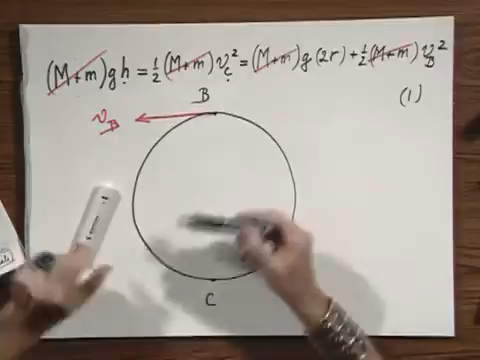 (M+m)gh = ½(M+m)v_C² = (M+m)g(2r) + ½(M+m)v_B²
(1)
B
v_B
C